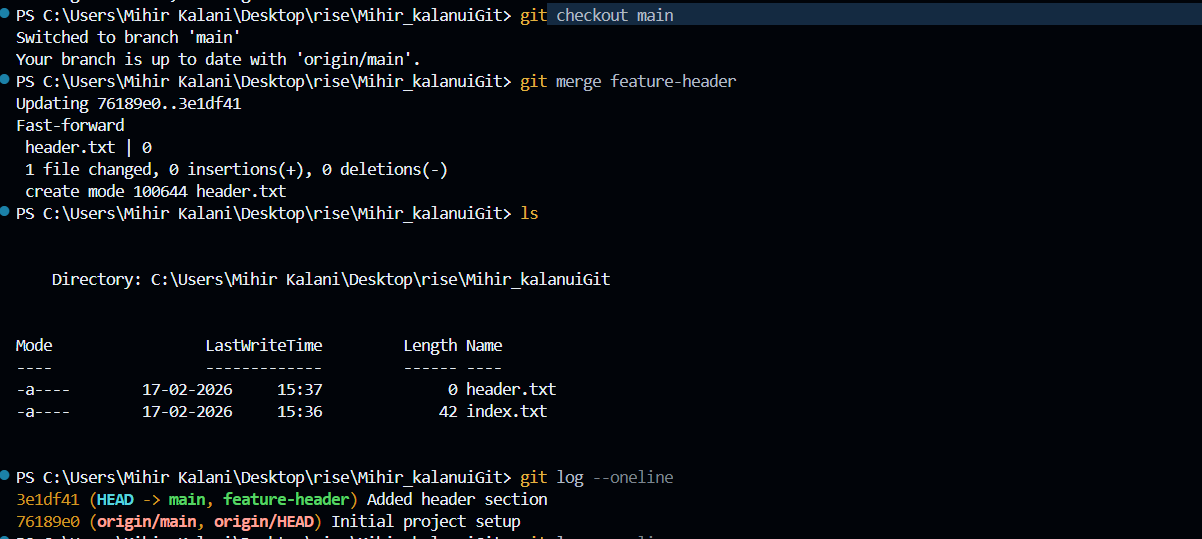 PS C:\Users\Mihir Kalani\Desktop\rise\Mihir_kalanuiGit> git checkout main
Switched to branch 'main'
Your branch is up to date with 'origin/main'.
PS C:\Users\Mihir Kalani\Desktop\rise\Mihir_kalanuiGit> git merge feature-header
Updating 76189e0..3e1df41
Fast-forward
 header.txt | 0
 1 file changed, 0 insertions(+), 0 deletions(-)
 create mode 100644 header.txt
PS C:\Users\Mihir Kalani\Desktop\rise\Mihir_kalanuiGit> ls
    Directory: C:\Users\Mihir Kalani\Desktop\rise\Mihir_kalanuiGit
Mode                 LastWriteTime         Length Name
----                 -------------         ------ ----
-a----        17-02-2026     15:37              0 header.txt
-a----        17-02-2026     15:36             42 index.txt
PS C:\Users\Mihir Kalani\Desktop\rise\Mihir_kalanuiGit> git log --oneline
3e1df41 (HEAD -> main, feature-header) Added header section
76189e0 (origin/main, origin/HEAD) Initial project setup